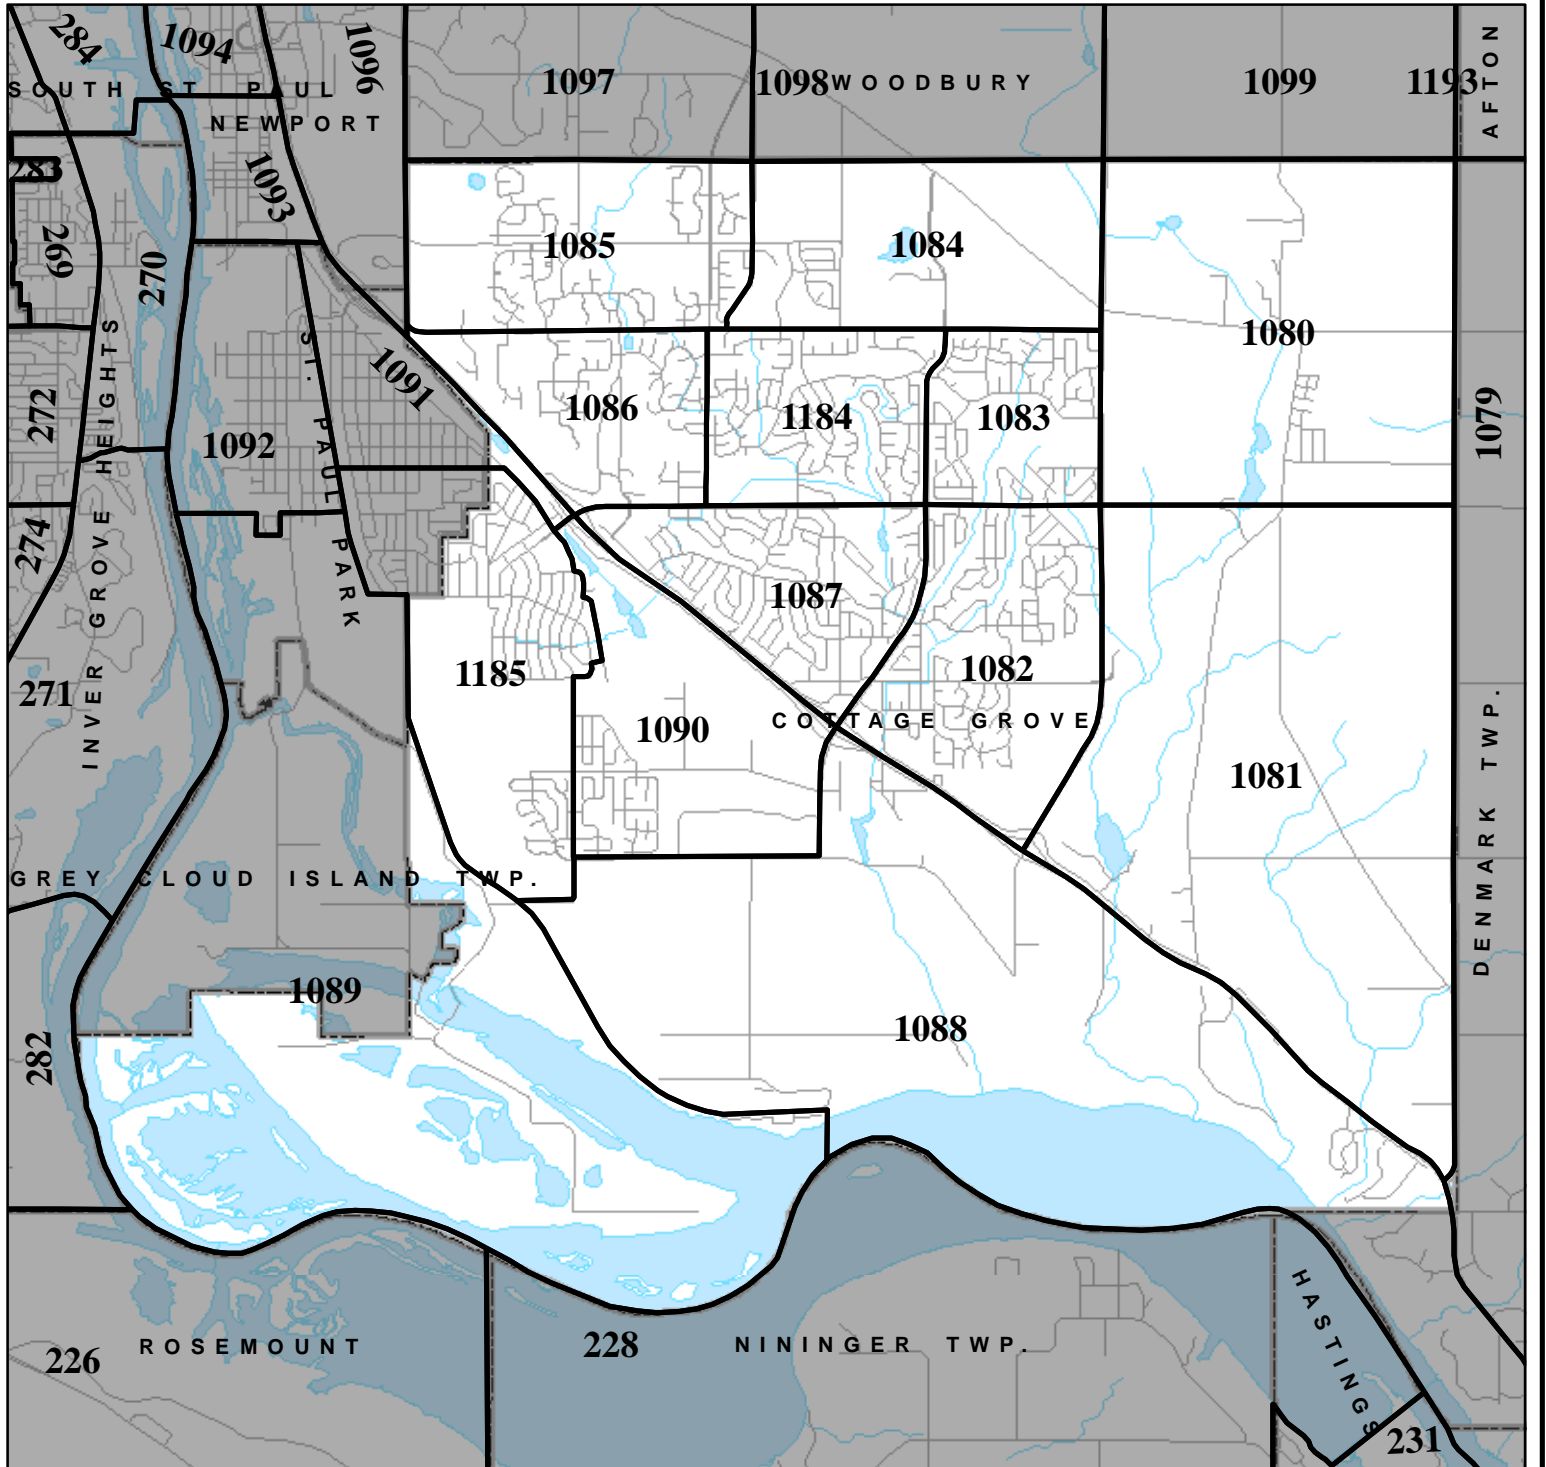 284
1094
1096
1097
1098
WOODBURY
1099
1193
AFTON
SOUTH ST PAUL
NEWPORT
283
1093
269
270
1085
1084
1080
1079
272
INVER GROVE HEIGHTS
1092
ST. PAUL PARK
1091
1086
1184
1083
274
1087
271
1185
1090
1082
COTTAGE GROVE
1081
DENMARK TWP.
GREY CLOUD ISLAND TWP.
1089
1088
282
226
ROSEMOUNT
228
NININGER TWP.
HASTINGS
231